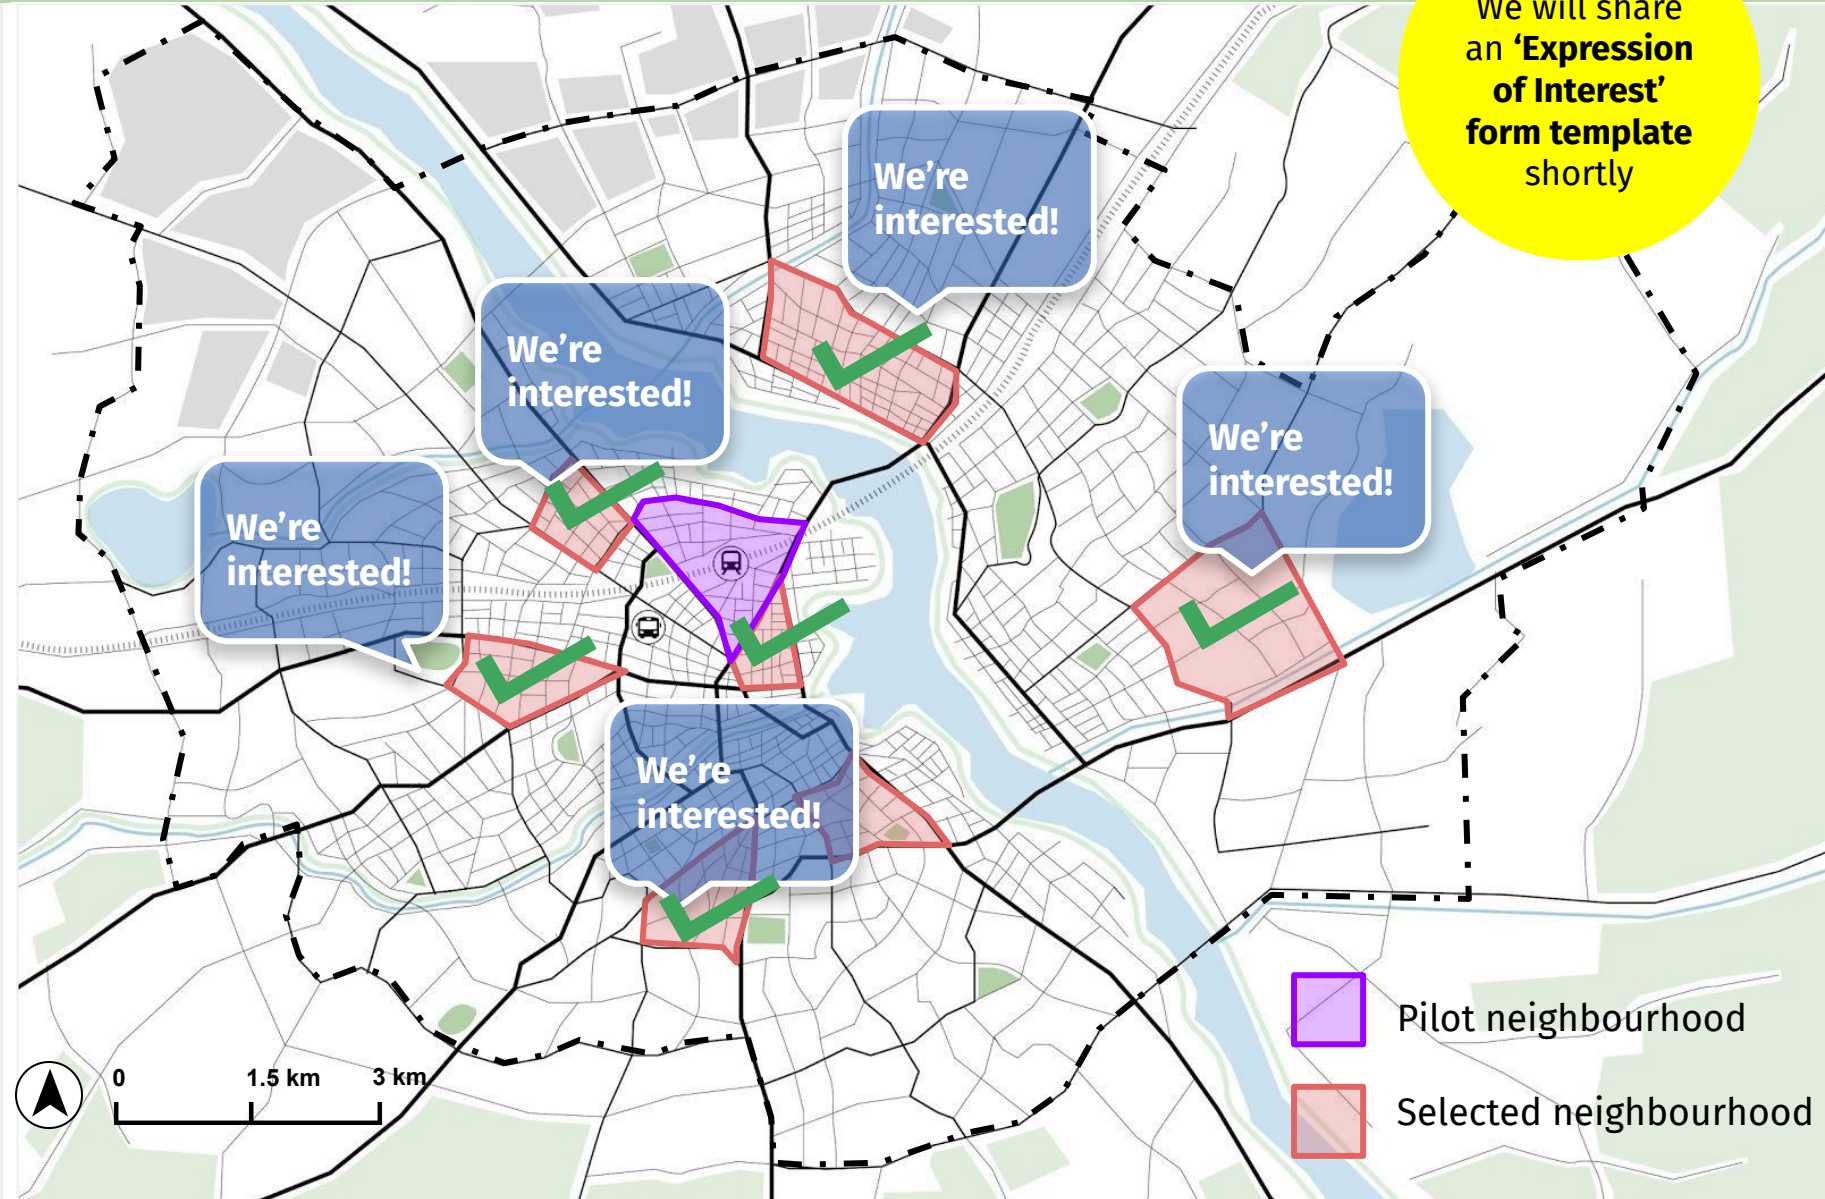 We will share
an ‘Expression
of Interest’
form template
shortly
We’re
interested!
We’re
interested!
We’re
interested!
We’re
interested!
We’re
interested!
0 1.5 km 3 km
Pilot neighbourhood
Selected neighbourhood